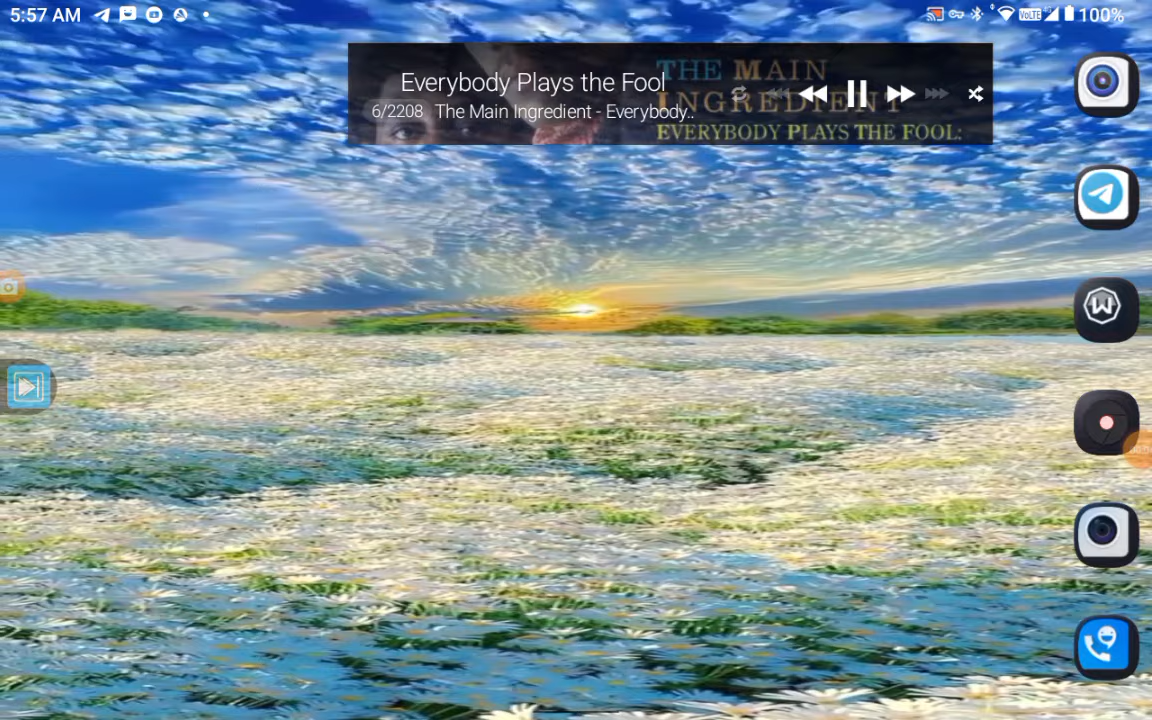 5:57 AM
VoLTE 100%
Everybody Plays the Fool
6/2208 The Main Ingredient - Everybody..
THE MAIN
INGREDIENT
EVERYBODY PLAYS THE FOOL:
W